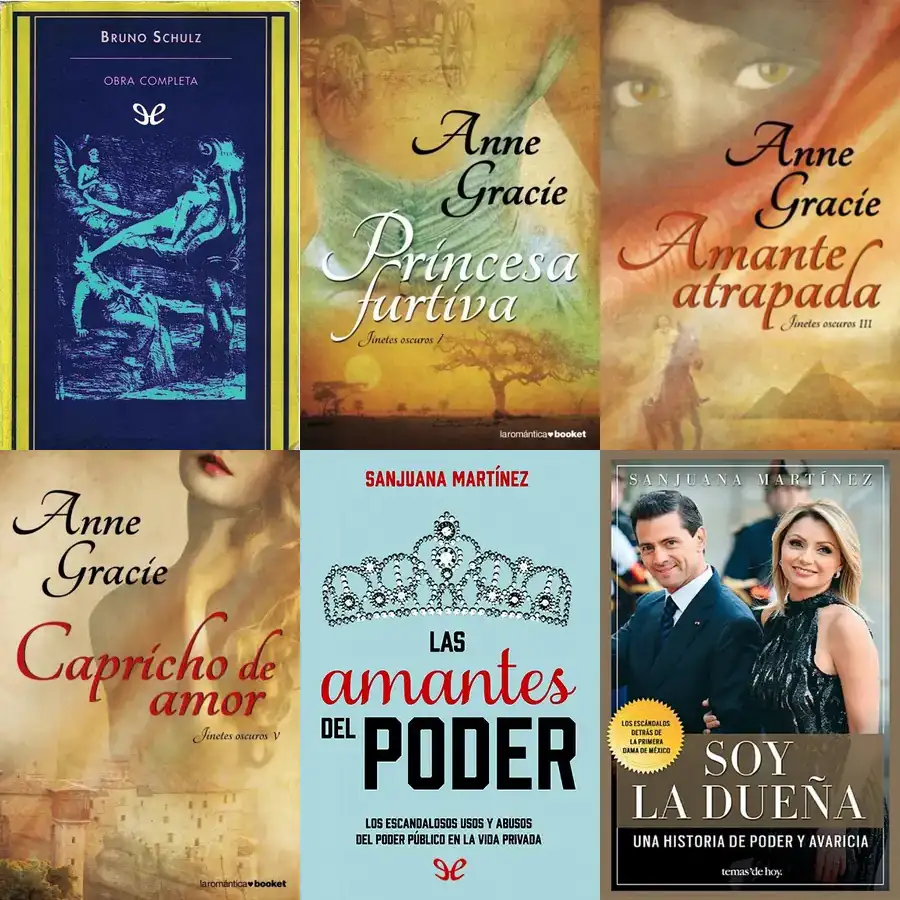 BRUNO SCHULZ
OBRA COMPLETA
Anne
Gracie
Princesa
furtiva
Jinetes oscuros I
laromántica♥booket
Anne
Gracie
Amante
atrapada
Jinetes oscuros III
Anne
Gracie
Capricho de
amor
Jinetes oscuros V
laromántica♥booket
SANJUANA MARTÍNEZ
LAS
amantes
DEL PODER
LOS ESCANDALOSOS USOS Y ABUSOS
DEL PODER PÚBLICO EN LA VIDA PRIVADA
SANJUANA MARTÍNEZ
LOS ESCÁNDALOS
DETRÁS DE
LA PRIMERA
DAMA DE MÉXICO
SOY
LA DUEÑA
UNA HISTORIA DE PODER Y AVARICIA
temas'de hoy.